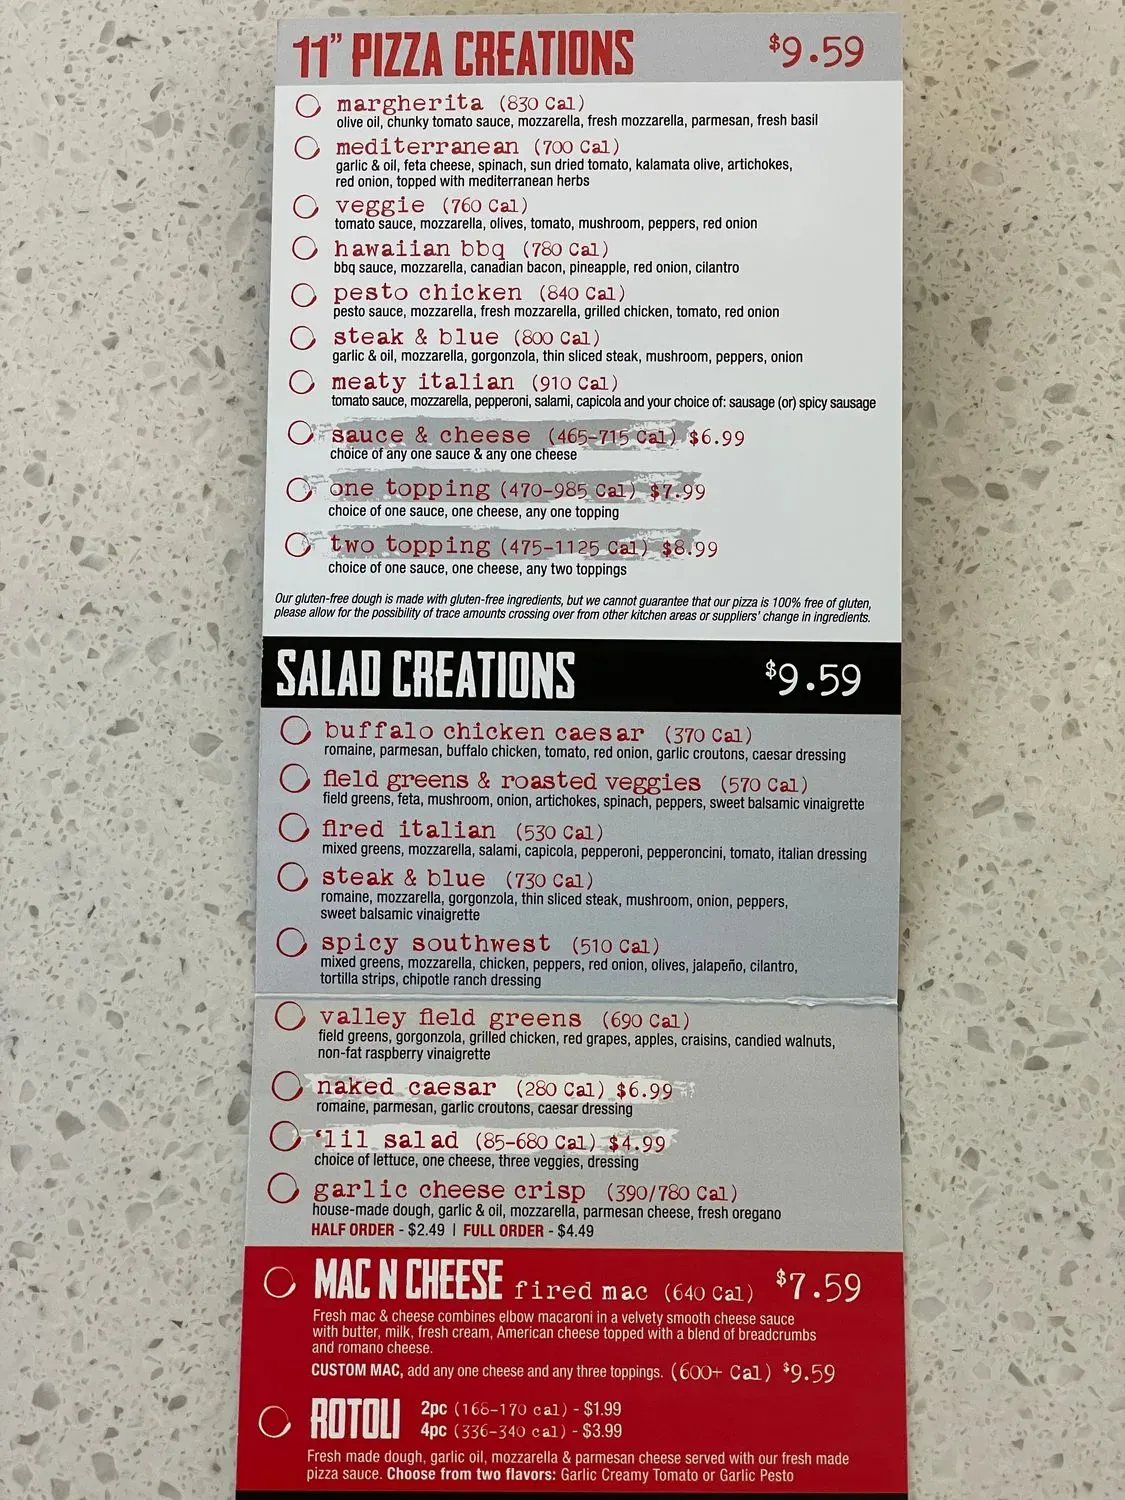 11” PIZZA CREATIONS $9.59
margherita (830 Cal)
olive oil, chunky tomato sauce, mozzarella, fresh mozzarella, parmesan, fresh basil
mediterranean (700 Cal)
garlic & oil, feta cheese, spinach, sun dried tomato, kalamata olive, artichokes,
red onion, topped with mediterranean herbs
veggie (760 Cal)
tomato sauce, mozzarella, olives, tomato, mushroom, peppers, red onion
hawaiian bbq (780 Cal)
bbq sauce, mozzarella, canadian bacon, pineapple, red onion, cilantro
pesto chicken (840 Cal)
pesto sauce, mozzarella, fresh mozzarella, grilled chicken, tomato, red onion
steak & blue (800 Cal)
garlic & oil, mozzarella, gorgonzola, thin sliced steak, mushroom, peppers, onion
meaty italian (910 Cal)
tomato sauce, mozzarella, pepperoni, salami, capicola and your choice of: sausage (or) spicy sausage
sauce & cheese (465-715 Cal) $6.99
choice of any one sauce & any one cheese
one topping (470-985 Cal) $7.99
choice of one sauce, one cheese, any one topping
two topping (475-1125 Cal) $8.99
choice of one sauce, one cheese, any two toppings
Our gluten-free dough is made with gluten-free ingredients, but we cannot guarantee that our pizza is 100% free of gluten,
please allow for the possibility of trace amounts crossing over from other kitchen areas or suppliers' change in ingredients.
SALAD CREATIONS $9.59
buffalo chicken caesar (370 Cal)
romaine, parmesan, buffalo chicken, tomato, red onion, garlic croutons, caesar dressing
field greens & roasted veggies (570 Cal)
field greens, feta, mushroom, onion, artichokes, spinach, peppers, sweet balsamic vinaigrette
fired italian (530 Cal)
mixed greens, mozzarella, salami, capicola, pepperoni, pepperoncini, tomato, italian dressing
steak & blue (730 Cal)
romaine, mozzarella, gorgonzola, thin sliced steak, mushroom, onion, peppers,
sweet balsamic vinaigrette
spicy southwest (510 Cal)
mixed greens, mozzarella, chicken, peppers, red onion, olives, jalapeño, cilantro,
tortilla strips, chipotle ranch dressing
valley field greens (690 Cal)
field greens, gorgonzola, grilled chicken, red grapes, apples, craisins, candied walnuts,
non-fat raspberry vinaigrette
naked caesar (280 Cal) $6.99
romaine, parmesan, garlic croutons, caesar dressing
‘lil salad (85-680 Cal) $4.99
choice of lettuce, one cheese, three veggies, dressing
garlic cheese crisp (390/780 Cal)
house-made dough, garlic & oil, mozzarella, parmesan cheese, fresh oregano
HALF ORDER - $2.49 | FULL ORDER - $4.49
MAC N CHEESE fired mac (640 Cal) $7.59
Fresh mac & cheese combines elbow macaroni in a velvety smooth cheese sauce
with butter, milk, fresh cream, American cheese topped with a blend of breadcrumbs
and romano cheese.
CUSTOM MAC, add any one cheese and any three toppings. (600+ Cal) $9.59
ROTOLI 2pc (168-170 cal) - $1.99
4pc (336-340 cal) - $3.99
Fresh made dough, garlic oil, mozzarella & parmesan cheese served with our fresh made
pizza sauce. Choose from two flavors: Garlic Creamy Tomato or Garlic Pesto